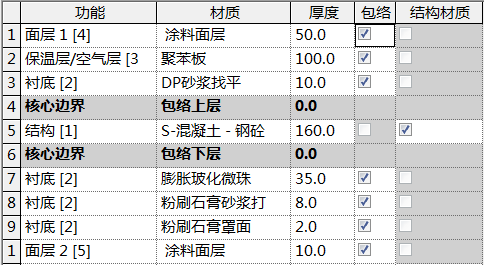 功能 材质 厚度 包络 结构材质
1 面层 1 [4] 涂料面层 50.0
2 保温层/空气层 [3 聚苯板 100.0
3 衬底 [2] DP砂浆找平 10.0
4 核心边界 包络上层 0.0
5 结构 [1] S-混凝土 - 钢砼 160.0
6 核心边界 包络下层 0.0
7 衬底 [2] 膨胀玻化微珠 35.0
8 衬底 [2] 粉刷石膏砂浆打 8.0
9 衬底 [2] 粉刷石膏罩面 2.0
1 面层 2 [5] 涂料面层 10.0